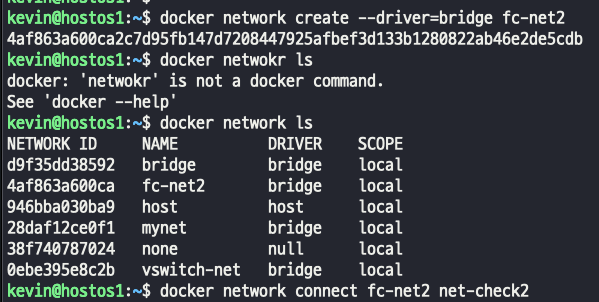 kevin@hostos1:~$ docker network create --driver=bridge fc-net2
4af863a600ca2c7d95fb147d7208447925afbef3d133b1280822ab46e2de5cdb
kevin@hostos1:~$ docker netwokr ls
docker: 'netwokr' is not a docker command.
See 'docker --help'
kevin@hostos1:~$ docker network ls
NETWORK ID     NAME          DRIVER    SCOPE
d9f35dd38592   bridge        bridge    local
4af863a600ca   fc-net2       bridge    local
946bba030ba9   host          host      local
28daf12ce0f1   mynet         bridge    local
38f740787024   none          null      local
0ebe395e8c2b   vswitch-net   bridge    local
kevin@hostos1:~$ docker network connect fc-net2 net-check2